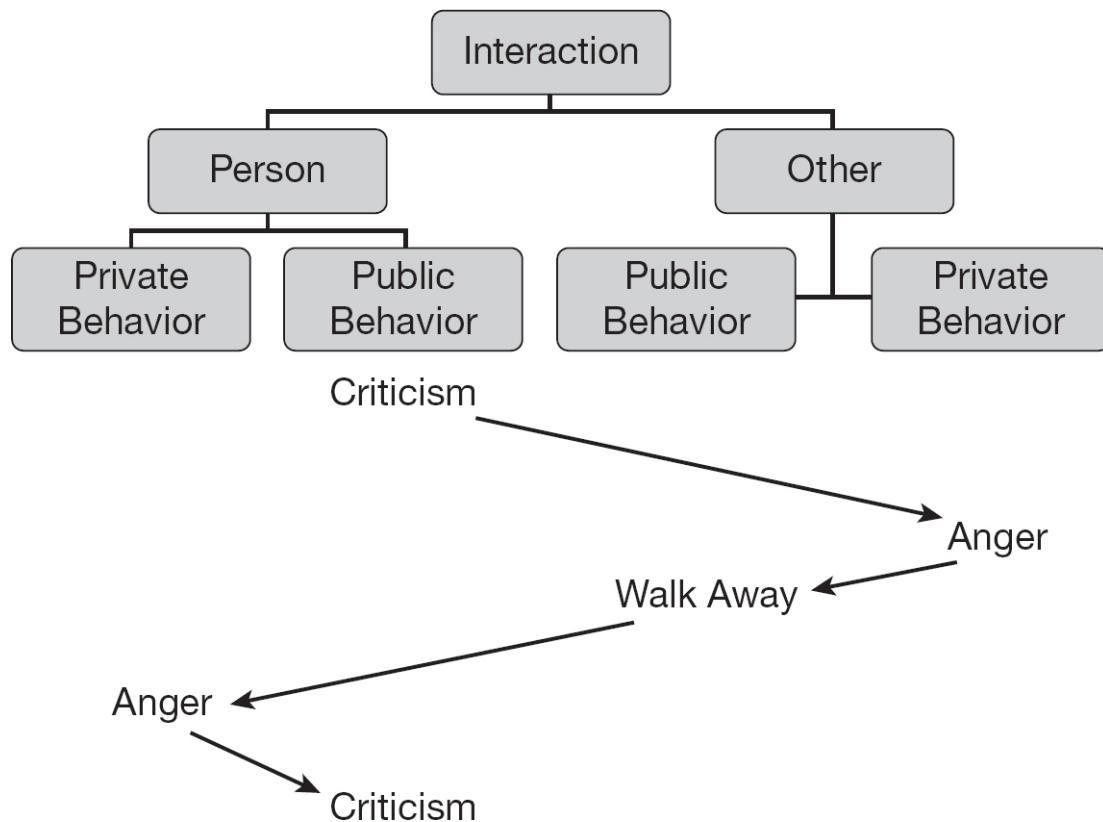 Interaction
Person
Other
Private
Behavior
Public
Behavior
Public
Behavior
Private
Behavior
Criticism
Anger
Walk Away
Anger
Criticism